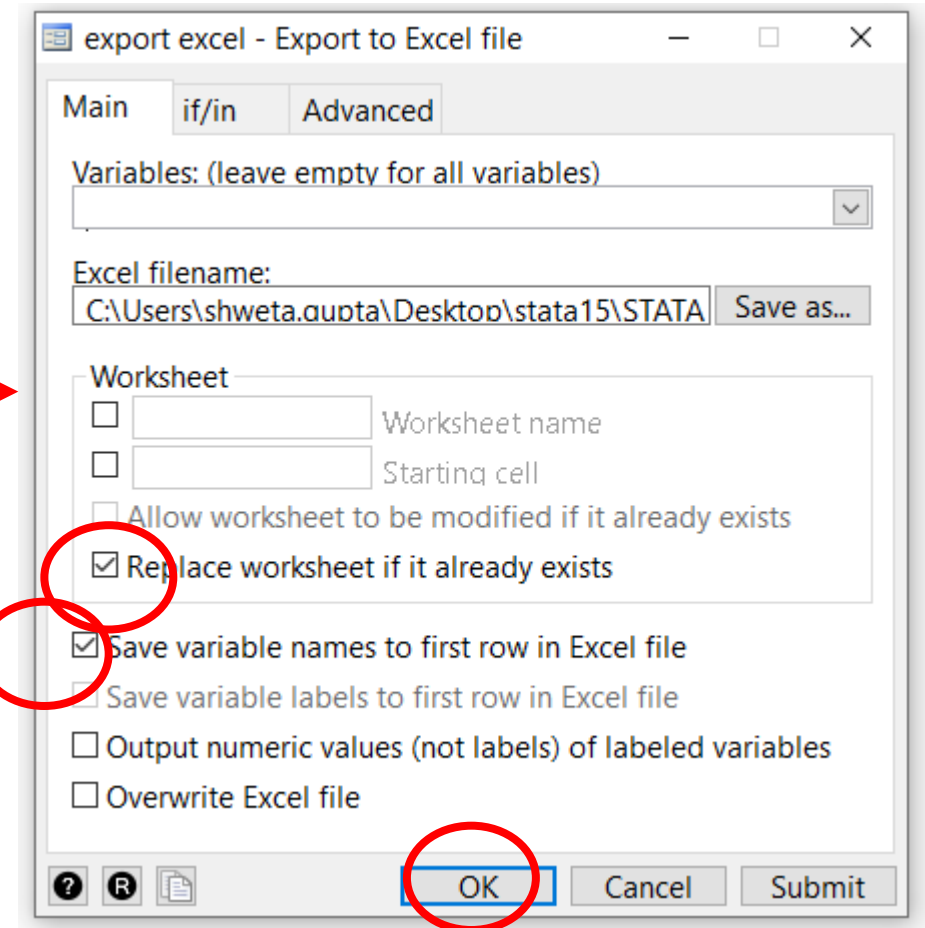 export excel - Export to Excel file
Main if/in Advanced
Variables: (leave empty for all variables)
Excel filename:
C:\Users\shweta.gupta\Desktop\stata15\STATA Save as...
Worksheet
Worksheet name
Starting cell
Allow worksheet to be modified if it already exists
Replace worksheet if it already exists
Save variable names to first row in Excel file
Save variable labels to first row in Excel file
Output numeric values (not labels) of labeled variables
Overwrite Excel file
? R OK Cancel Submit